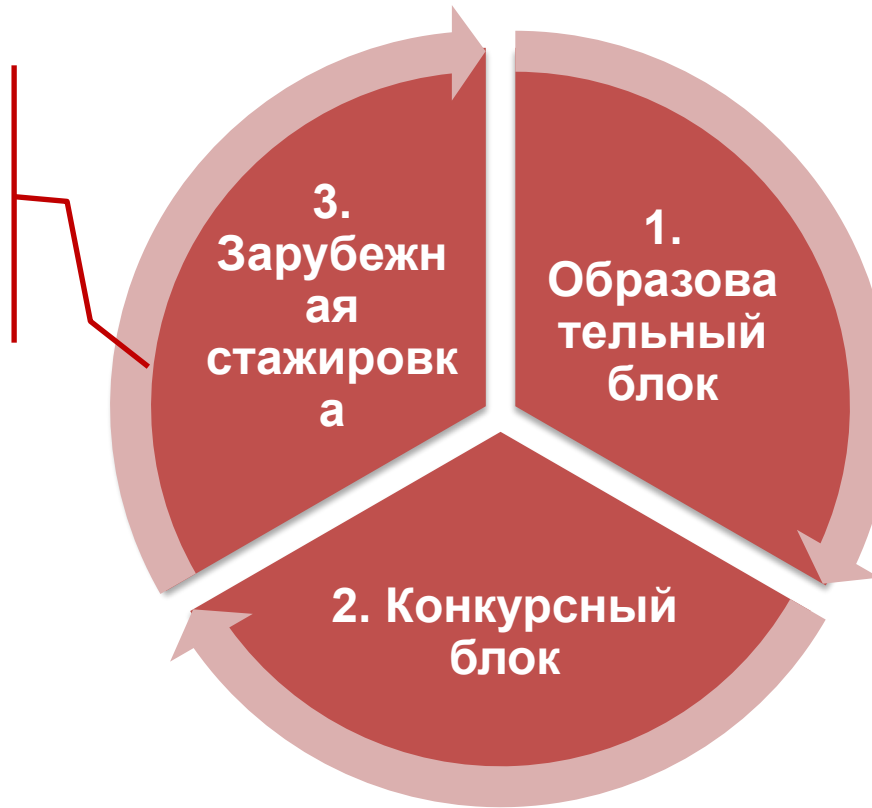 1.
Образова
тельный
блок
2. Конкурсный
блок
3.
Зарубежн
ая
стажировк
а